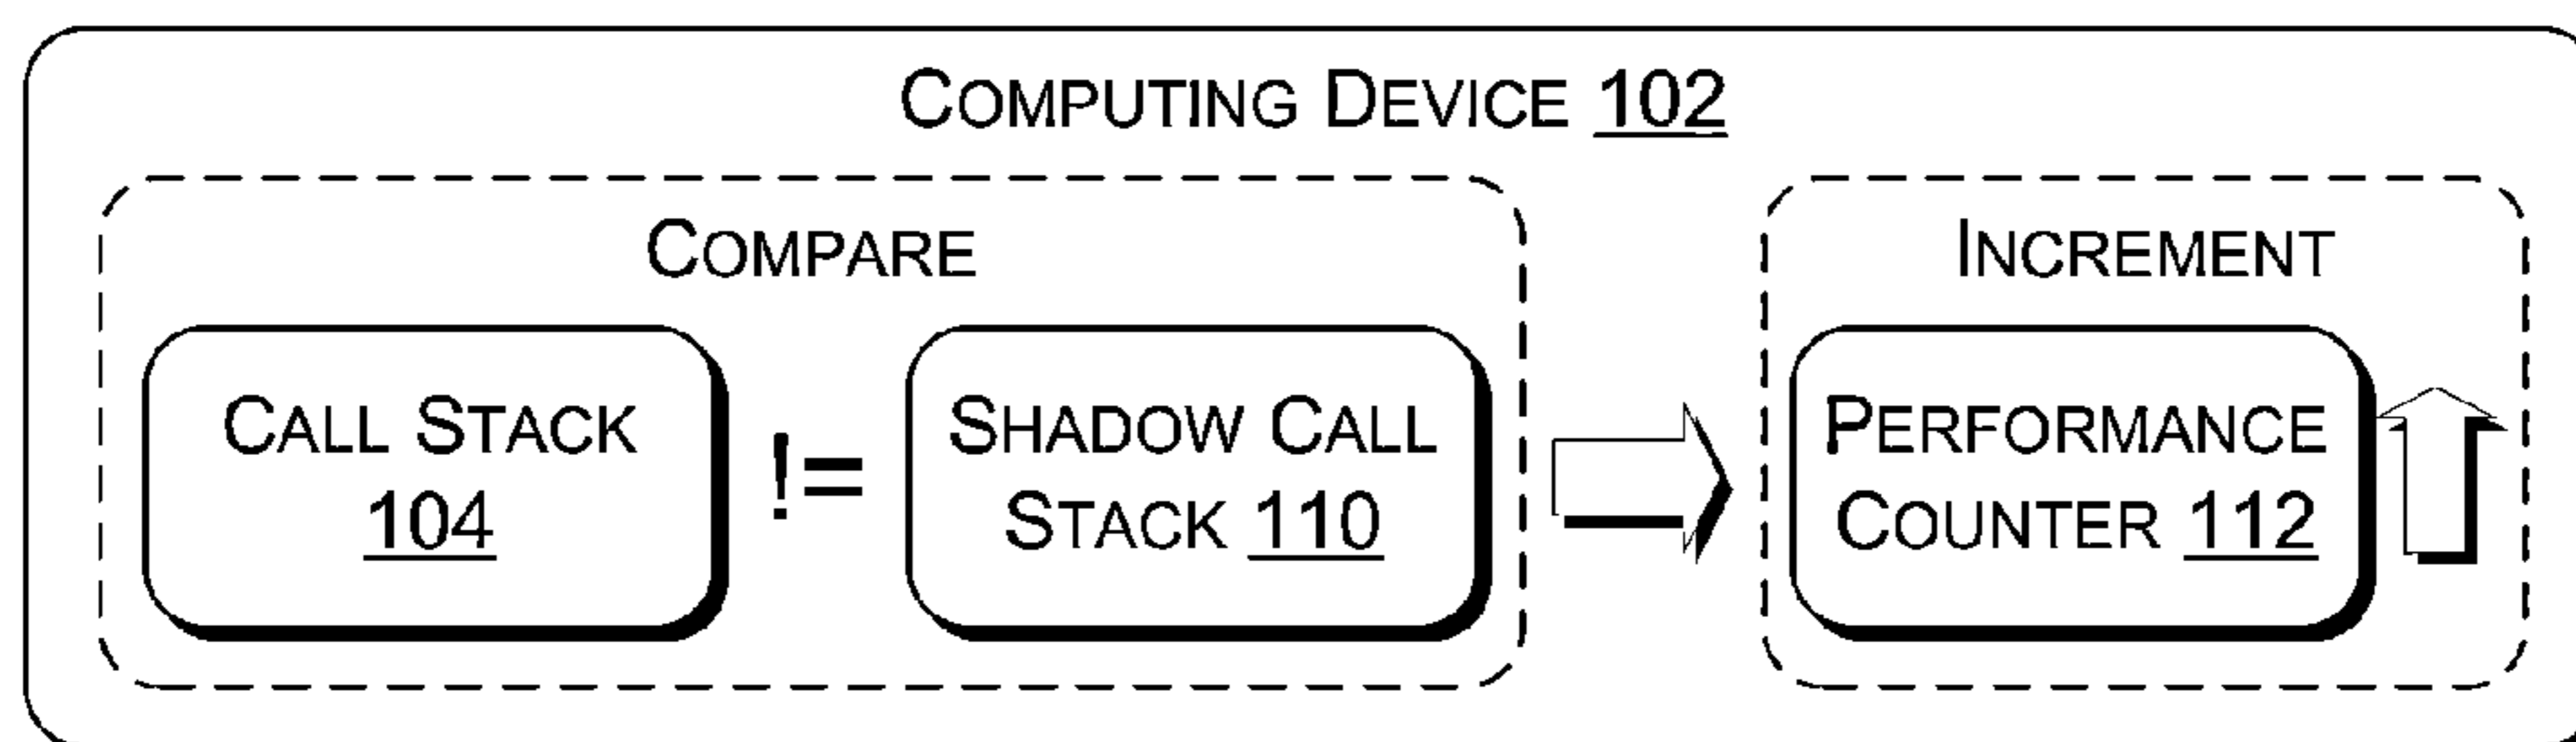 COMPUTING DEVICE 102
COMPARE
INCREMENT
CALL STACK
104
!=
SHADOW CALL
STACK 110
PERFORMANCE
COUNTER 112